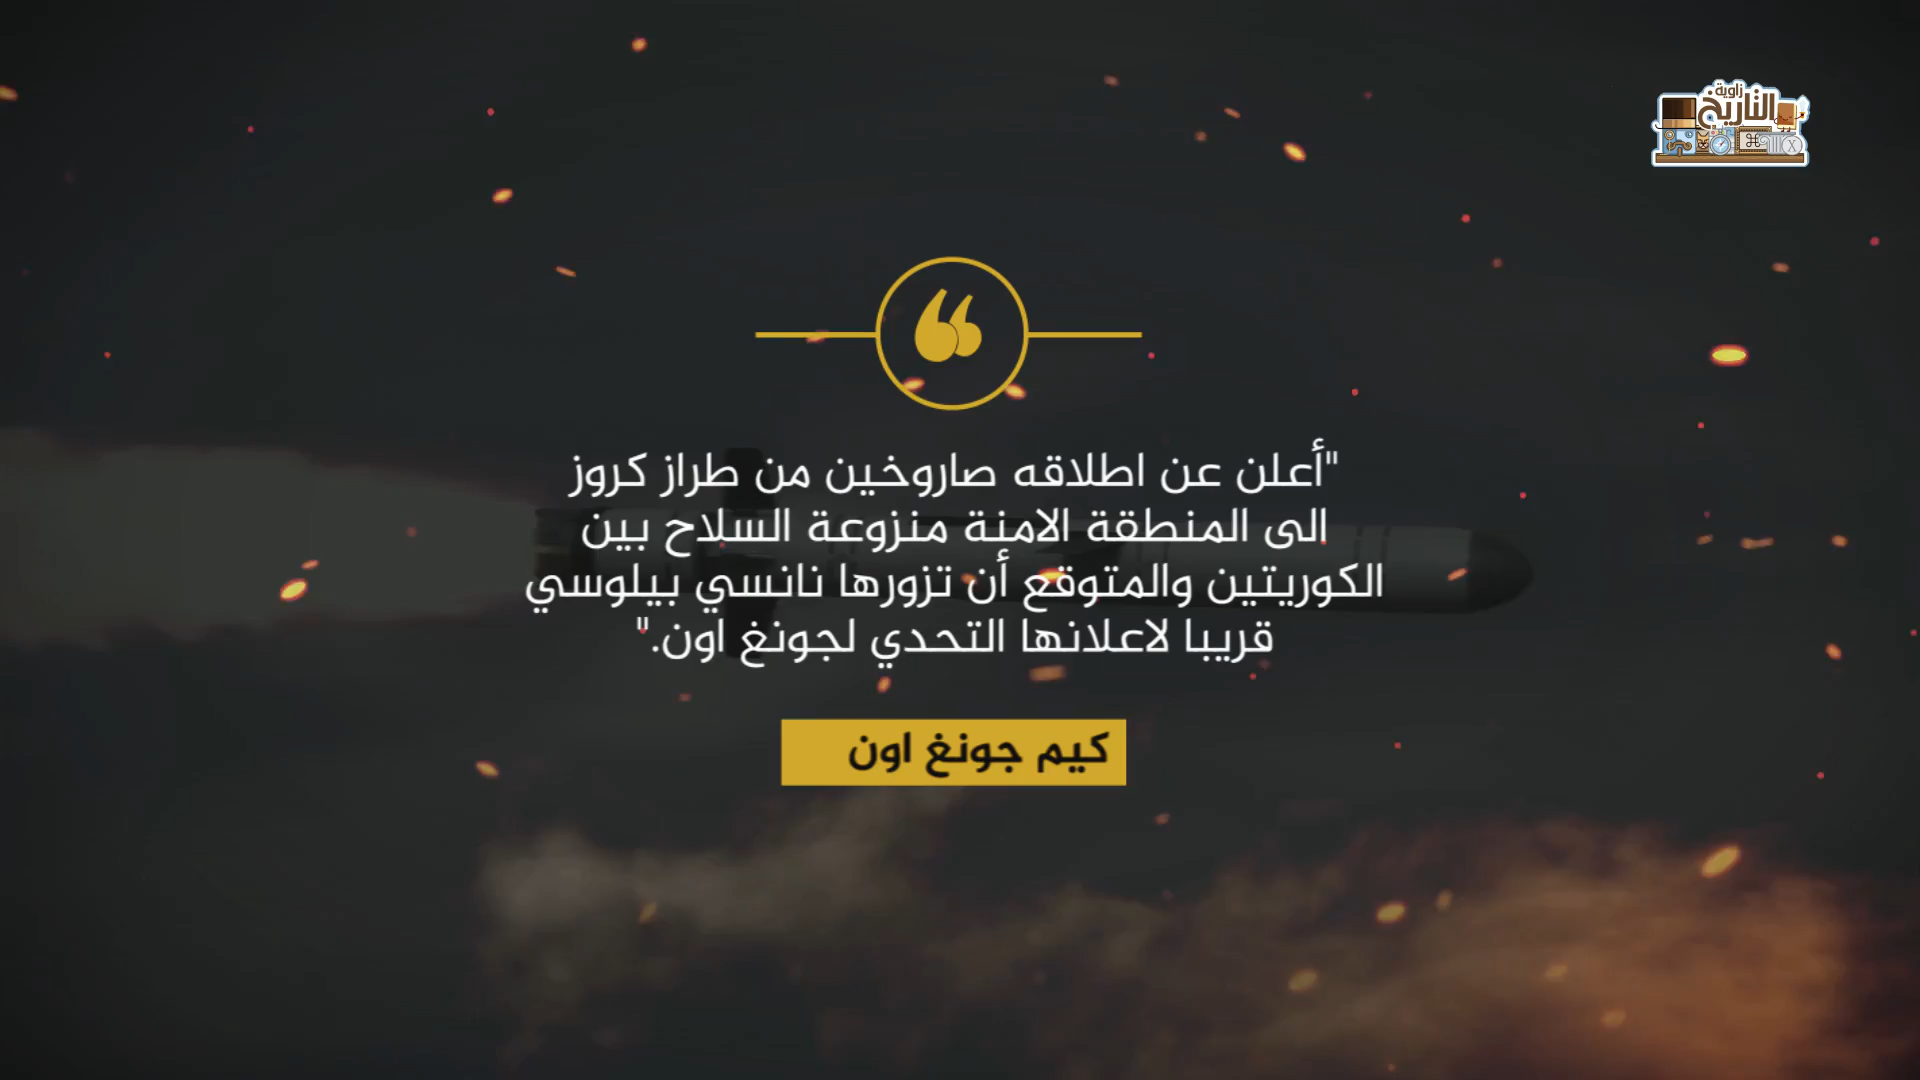 زاوية
التاريخ
"أعلن عن اطلاقه صاروخين من طراز كروز
الى المنطقة الامنة منزوعة السلاح بين
الكوريتين والمتوقع أن تزورها نانسي بيلوسي
قريبا لاعلانها التحدي لجونغ اون."
كيم جونغ اون